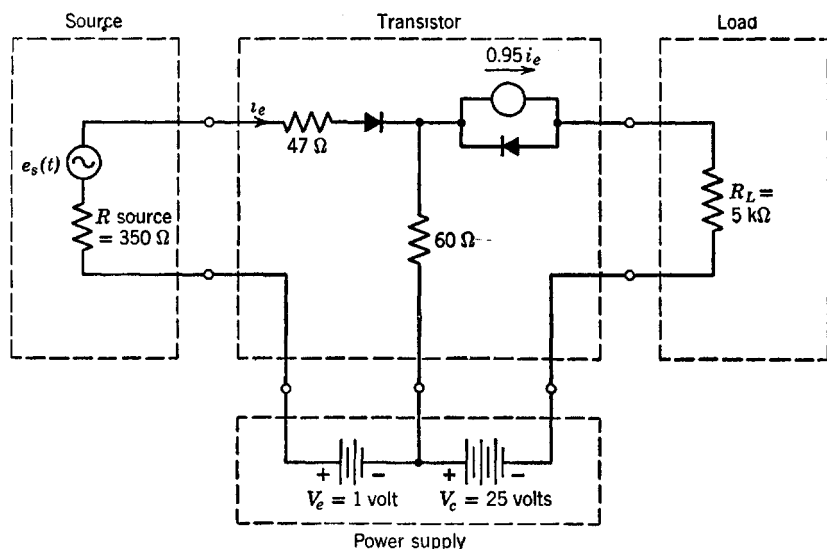 Source
Transistor
Load
0.95 i_e
i_e
47 Ω
e_s(t)
R source
= 350 Ω
60 Ω
R_L =
5 kΩ
+ - + -
V_e = 1 volt
V_c = 25 volts
Power supply